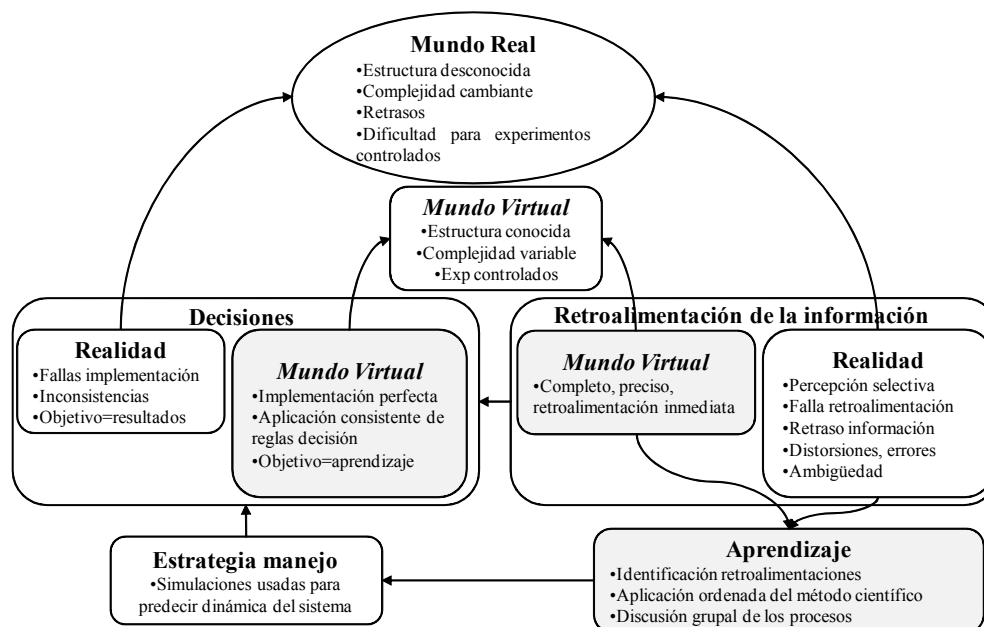 Mundo Real
•Estructura desconocida
•Complejidad cambiante
•Retrasos
•Dificultad para experimentos
controlados
Mundo Virtual
•Estructura conocida
•Complejidad variable
•Exp controlados
Decisiones
Realidad
•Fallas implementación
•Inconsistencias
•Objetivo=resultados
Mundo Virtual
•Implementación perfecta
•Aplicación consistente de
reglas decisión
•Objetivo=aprendizaje
Retroalimentación de la información
Mundo Virtual
•Completo, preciso,
retroalimentación inmediata
Realidad
•Percepción selectiva
•Falla retroalimentación
•Retraso información
•Distorsiones, errores
•Ambigüedad
Estrategia manejo
•Simulaciones usadas para
predecir dinámica del sistema
Aprendizaje
•Identificación retroalimentaciones
•Aplicación ordenada del método científico
•Discusión grupal de los procesos